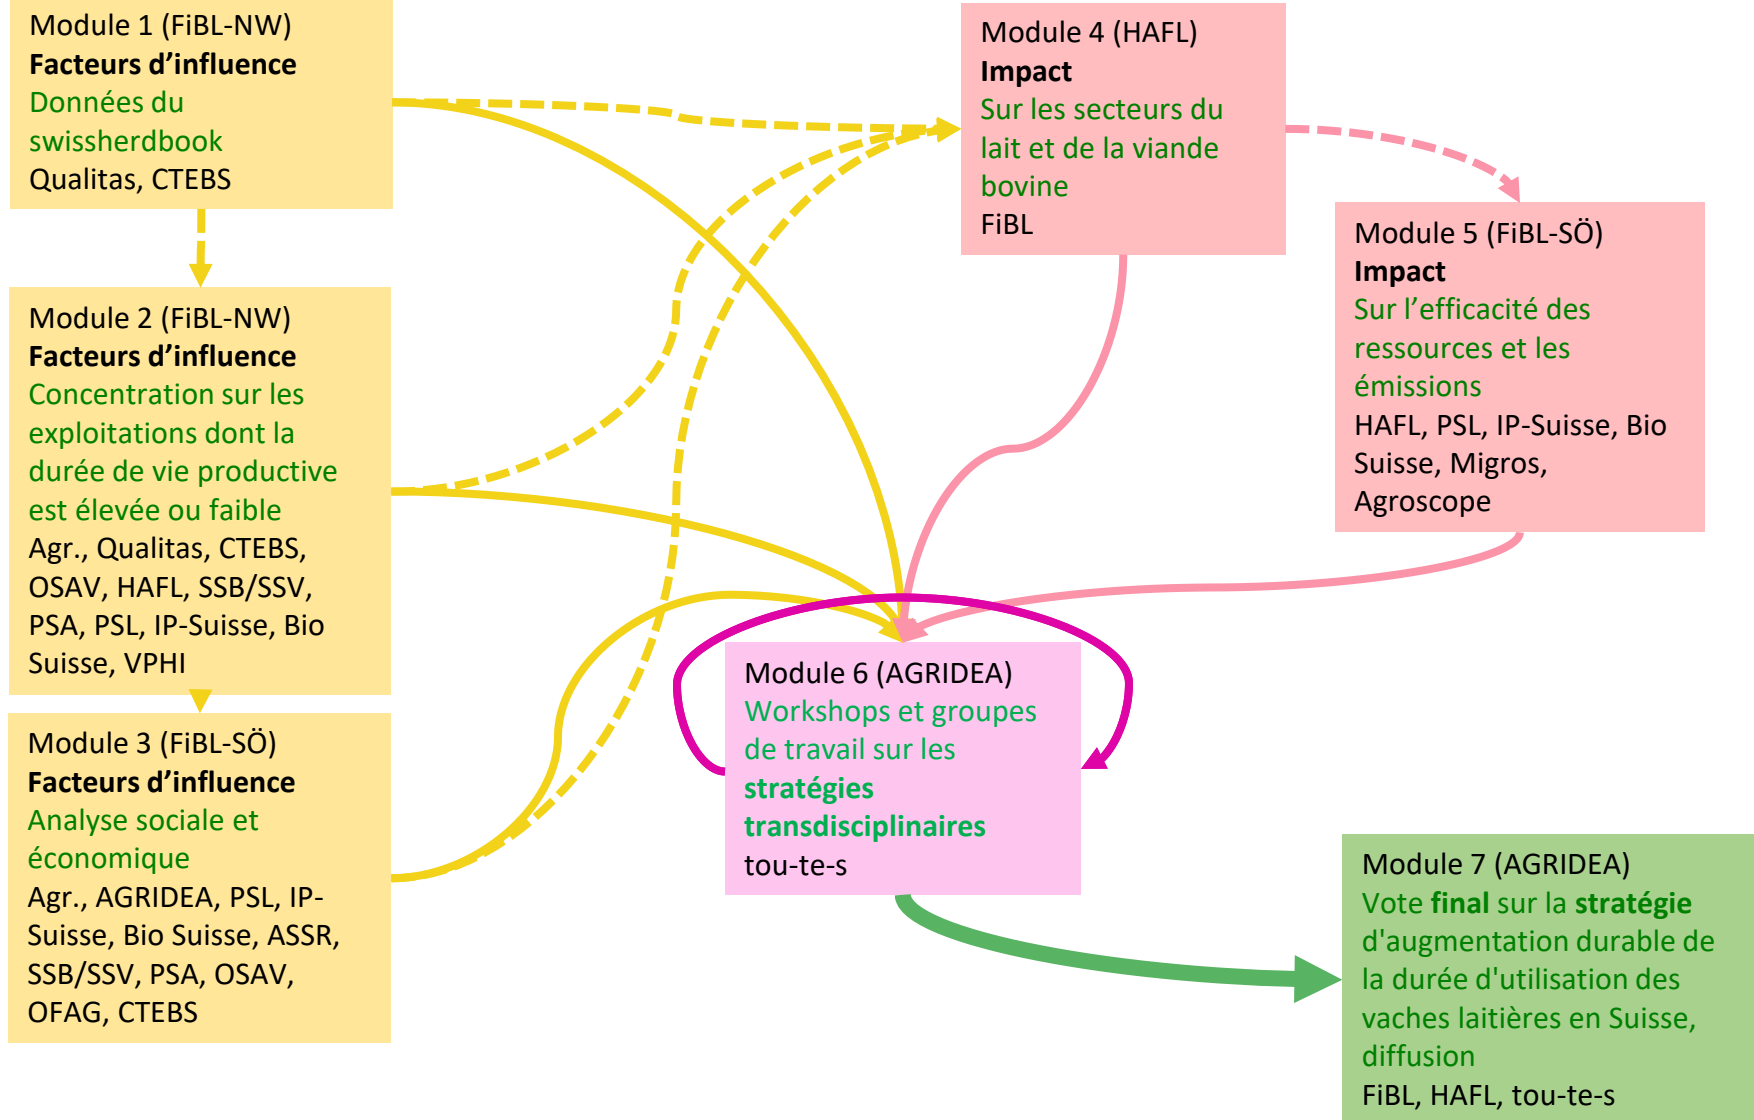 Module 1 (FiBL-NW)
Facteurs d’influence
Données du
swissherdbook
Qualitas, CTEBS
Module 2 (FiBL-NW)
Facteurs d’influence
Concentration sur les
exploitations dont la
durée de vie productive
est élevée ou faible
Agr., Qualitas, CTEBS,
OSAV, HAFL, SSB/SSV,
PSA, PSL, IP-Suisse, Bio
Suisse, VPHI
Module 3 (FiBL-SÖ)
Facteurs d’influence
Analyse sociale et
économique
Agr., AGRIDEA, PSL, IP-
Suisse, Bio Suisse, ASSR,
SSB/SSV, PSA, OSAV,
OFAG, CTEBS
Module 4 (HAFL)
Impact
Sur les secteurs du
lait et de la viande
bovine
FiBL
Module 5 (FiBL-SÖ)
Impact
Sur l’efficacité des
ressources et les
émissions
HAFL, PSL, IP-Suisse, Bio
Suisse, Migros,
Agroscope
Module 6 (AGRIDEA)
Workshops et groupes
de travail sur les
stratégies
transdisciplinaires
tou-te-s
Module 7 (AGRIDEA)
Vote final sur la stratégie
d'augmentation durable de
la durée d'utilisation des
vaches laitières en Suisse,
diffusion
FiBL, HAFL, tou-te-s